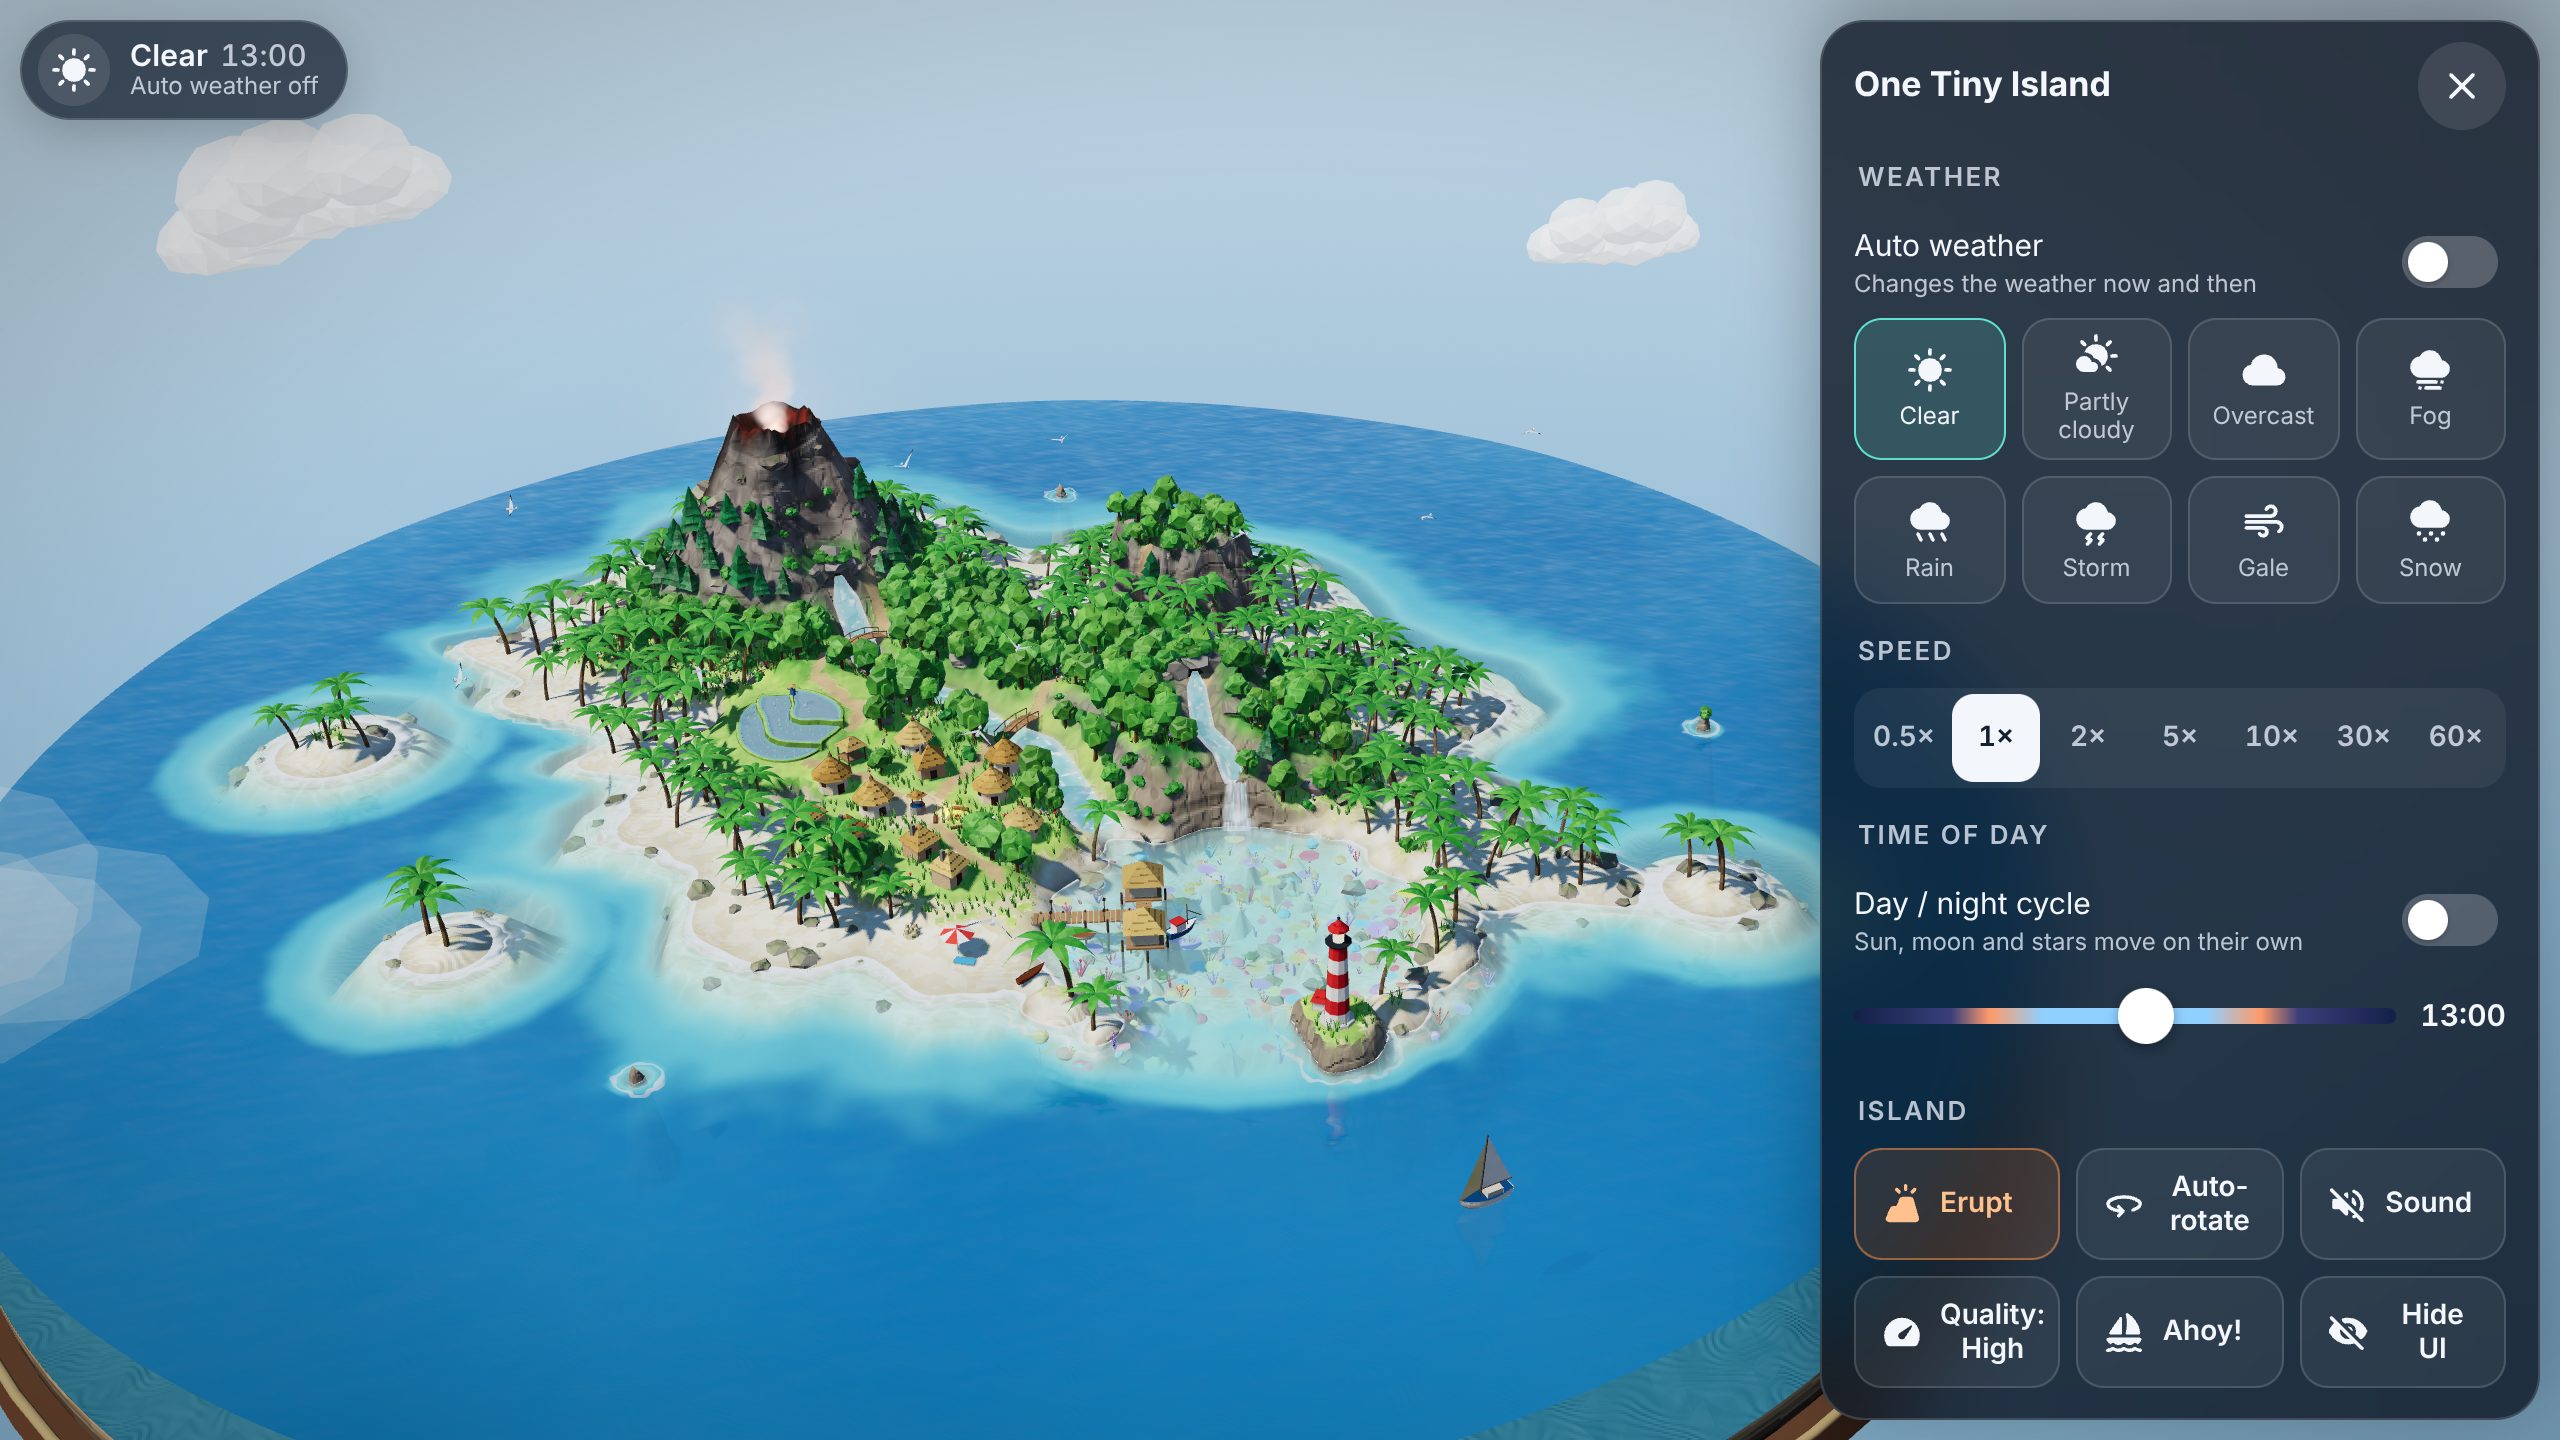 Clear 13:00
Auto weather off
One Tiny Island
WEATHER
Auto weather
Changes the weather now and then
Clear
Partly
cloudy
Overcast
Fog
Rain
Storm
Gale
Snow
SPEED
0.5× 1× 2× 5× 10× 30× 60×
TIME OF DAY
Day / night cycle
Sun, moon and stars move on their own
13:00
ISLAND
Erupt
Auto-
rotate
Sound
Quality:
High
Ahoy!
Hide
UI